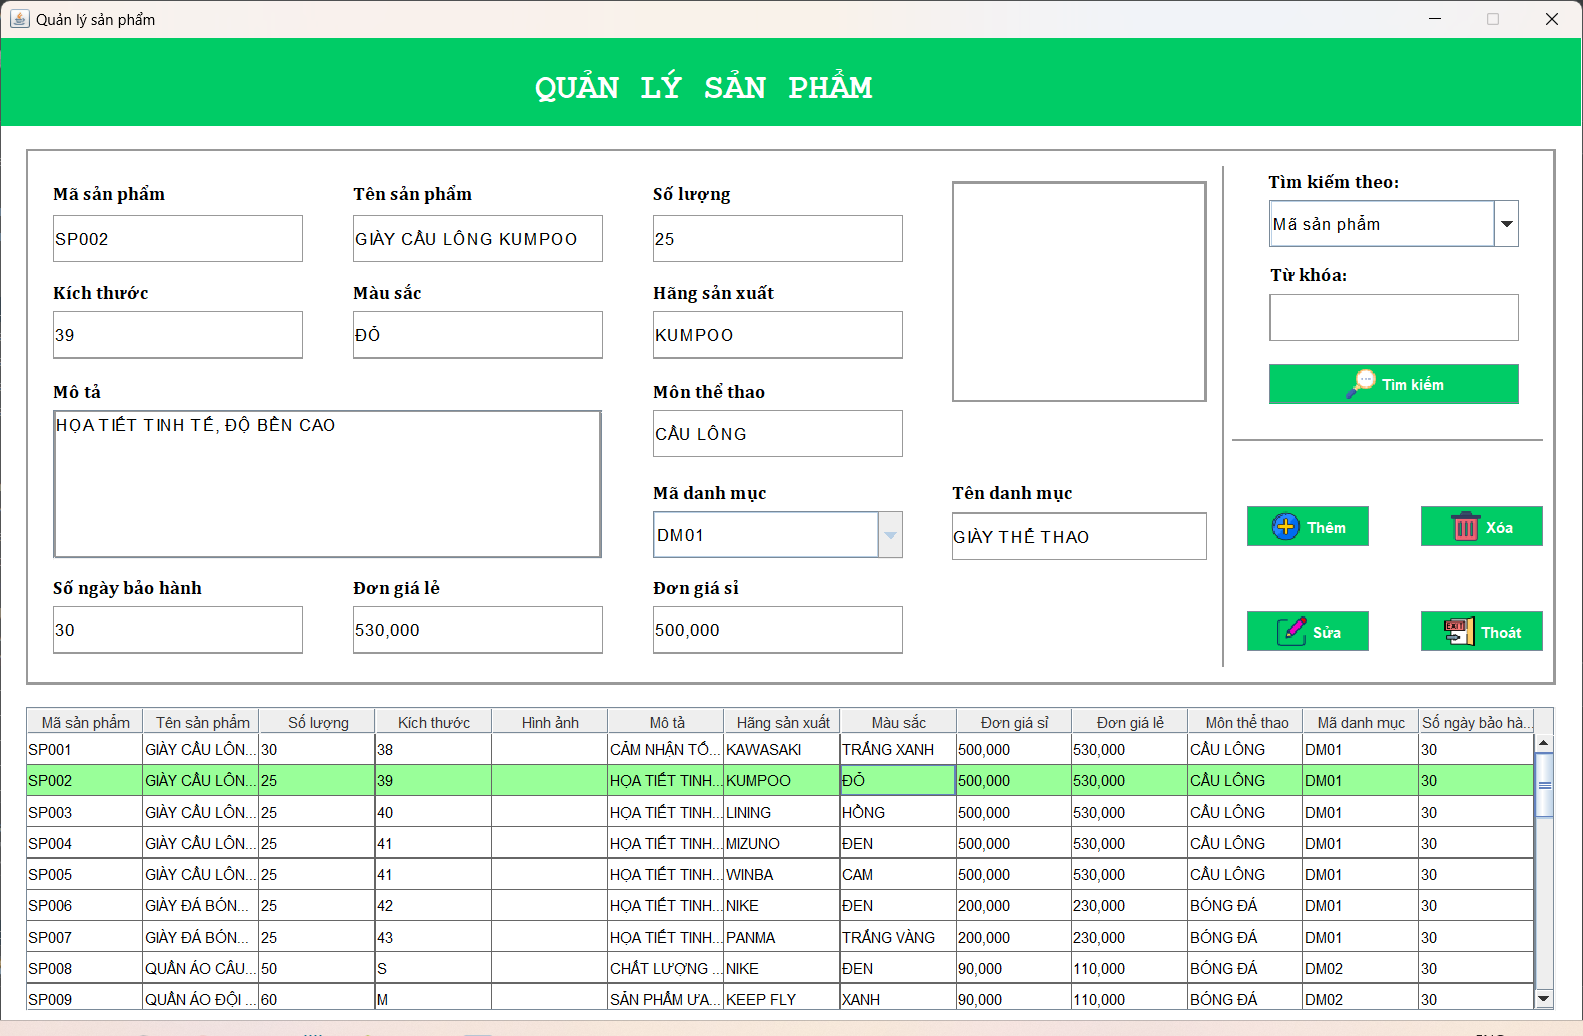 Quản lý sản phẩm
QUẢN LÝ SẢN PHẨM
Mã sản phẩm
SP002
Tên sản phẩm
GIÀY CẦU LÔNG KUMPOO
Số lượng
25
Kích thước
39
Màu sắc
ĐỎ
Hãng sản xuất
KUMPOO
Mô tả
HỌA TIẾT TINH TẾ, ĐỘ BỀN CAO
Môn thể thao
CẦU LÔNG
Mã danh mục
DM01
Tên danh mục
GIÀY THỂ THAO
Số ngày bảo hành
30
Đơn giá lẻ
530,000
Đơn giá sỉ
500,000
Tìm kiếm theo:
Mã sản phẩm
Từ khóa:
Tìm kiếm
Thêm
Xóa
Sửa
EXIT
Thoát
Mã sản phẩm Tên sản phẩm Số lượng Kích thước Hình ảnh Mô tả Hãng sản xuất Màu sắc Đơn giá sỉ Đơn giá lẻ Môn thể thao Mã danh mục Số ngày bảo hà...
SP001 GIÀY CẦU LÔN... 30 38 CẢM NHẬN TỐ... KAWASAKI TRẮNG XANH 500,000 530,000 CẦU LÔNG DM01 30
SP002 GIÀY CẦU LÔN... 25 39 HỌA TIẾT TINH... KUMPOO ĐỎ 500,000 530,000 CẦU LÔNG DM01 30
SP003 GIÀY CẦU LÔN... 25 40 HỌA TIẾT TINH... LINING HỒNG 500,000 530,000 CẦU LÔNG DM01 30
SP004 GIÀY CẦU LÔN... 25 41 HỌA TIẾT TINH... MIZUNO ĐEN 500,000 530,000 CẦU LÔNG DM01 30
SP005 GIÀY CẦU LÔN... 25 41 HỌA TIẾT TINH... WINBA CAM 500,000 530,000 CẦU LÔNG DM01 30
SP006 GIÀY ĐÁ BÓN... 25 42 HỌA TIẾT TINH... NIKE ĐEN 200,000 230,000 BÓNG ĐÁ DM01 30
SP007 GIÀY ĐÁ BÓN... 25 43 HỌA TIẾT TINH... PANMA TRẮNG VÀNG 200,000 230,000 BÓNG ĐÁ DM01 30
SP008 QUẦN ÁO CÂU... 50 S CHẤT LƯỢNG ... NIKE ĐEN 90,000 110,000 BÓNG ĐÁ DM02 30
SP009 QUẦN ÁO ĐỘI ... 60 M SẢN PHẨM ƯA... KEEP FLY XANH 90,000 110,000 BÓNG ĐÁ DM02 30